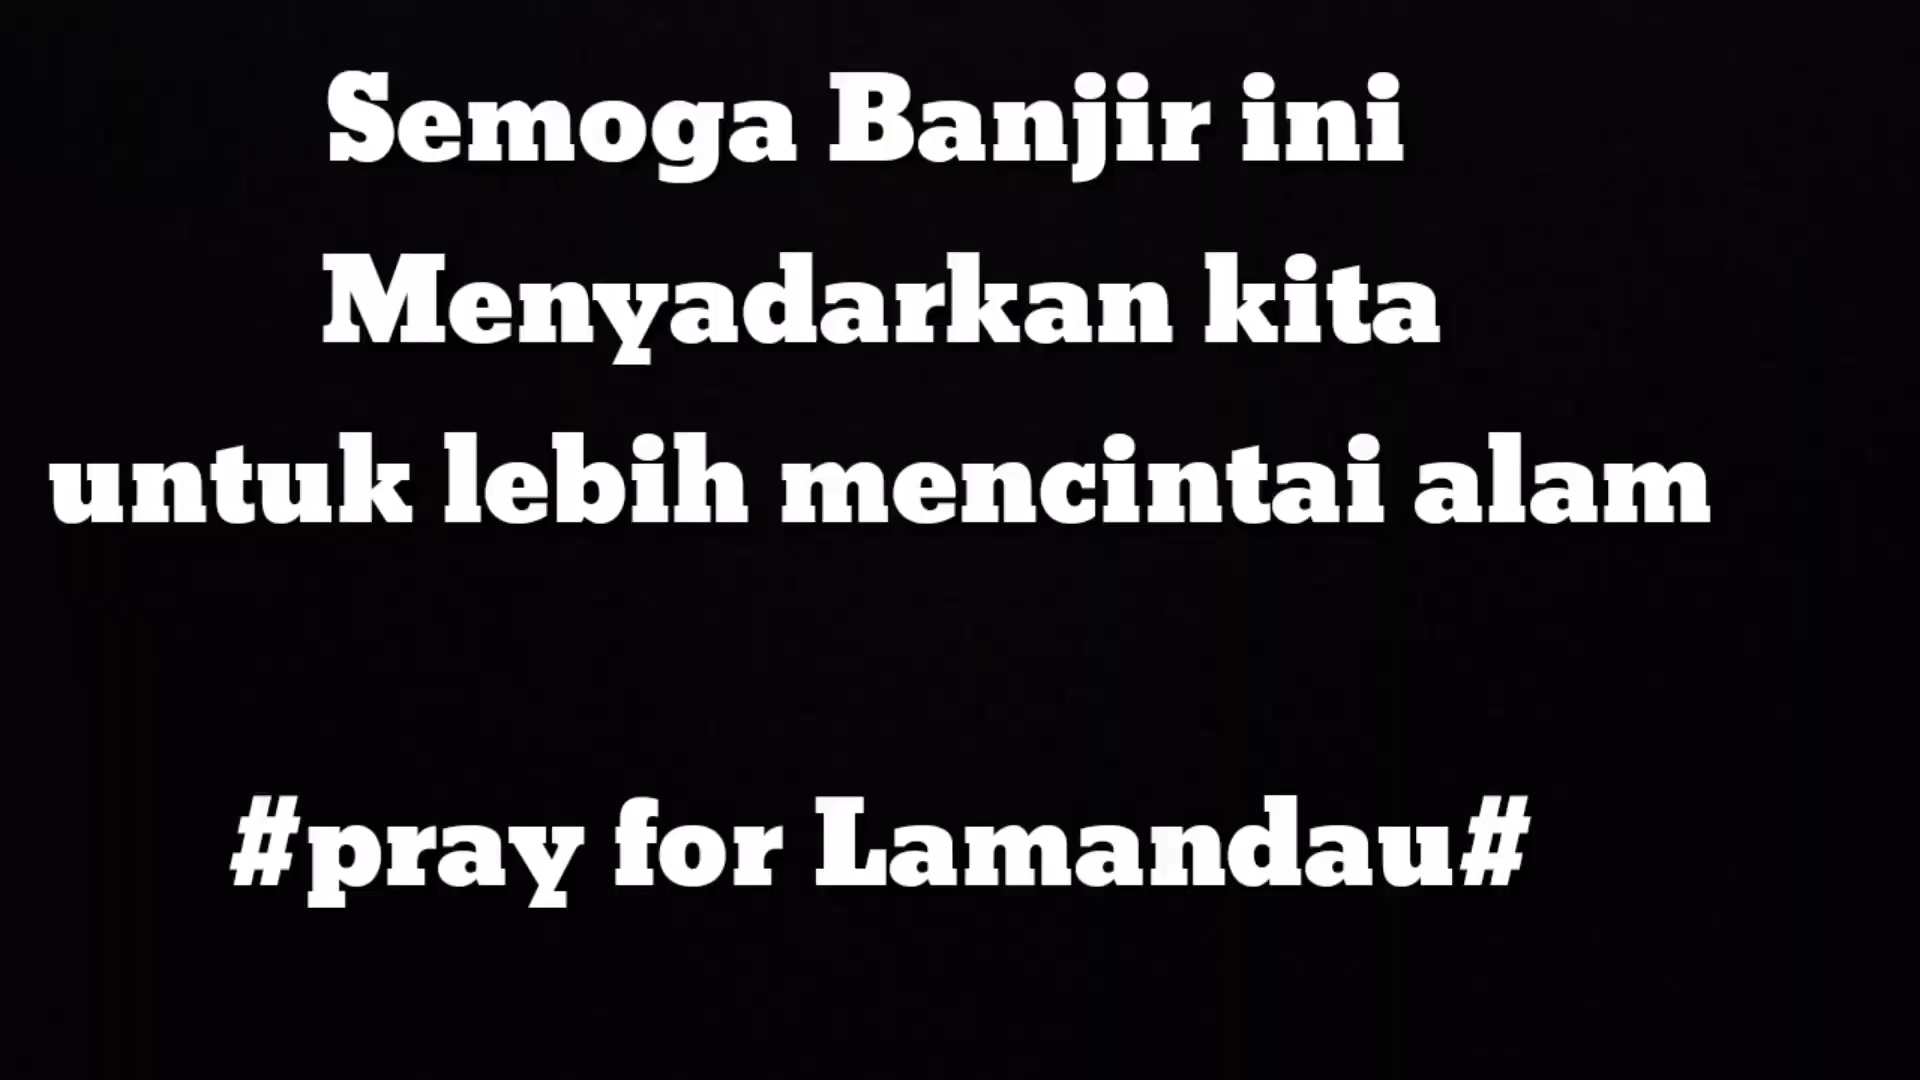 Semoga Banjir ini
Menyadarkan kita
untuk lebih mencintai alam
#pray for Lamandau#